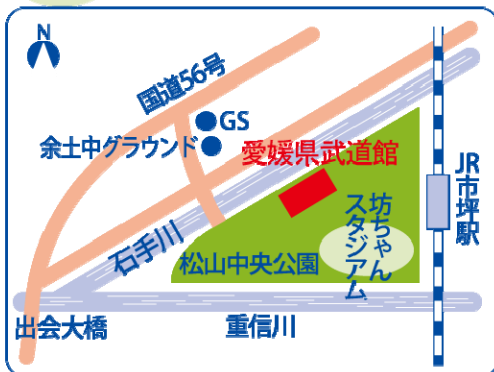 N
国道56号
GS
余土中グラウンド
愛媛県武道館
JR市坪駅
坊ちゃん
スタジアム
石手川
松山中央公園
出会大橋
重信川